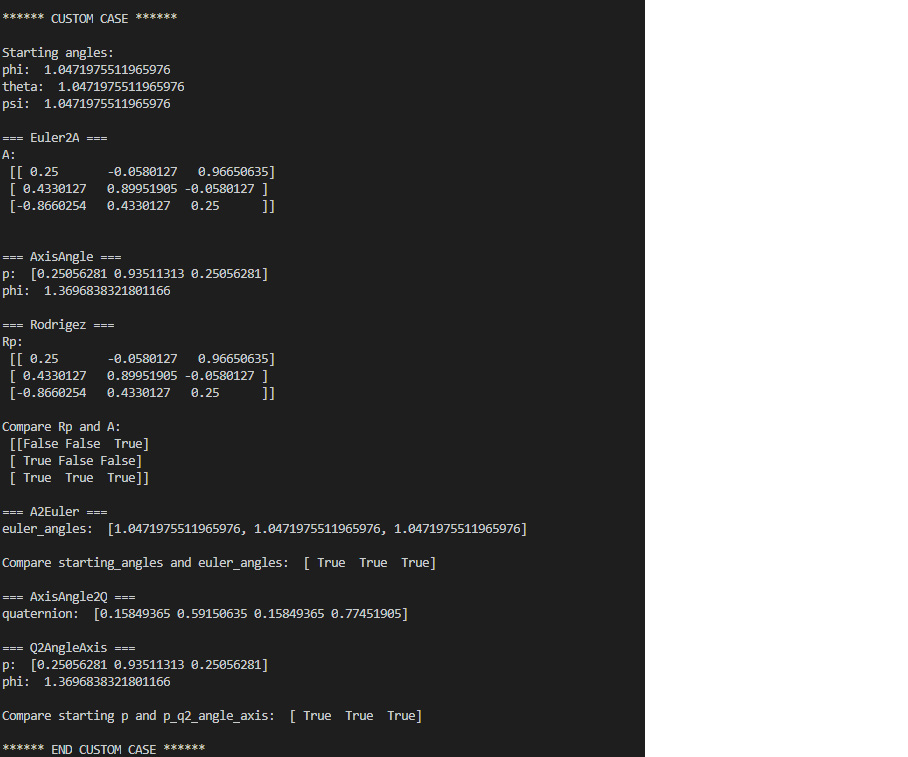 ****** CUSTOM CASE ******
Starting angles:
phi:  1.0471975511965976
theta:  1.0471975511965976
psi:  1.0471975511965976
=== Euler2A ===
A:
 [[ 0.25       -0.0580127   0.96650635]
 [ 0.4330127   0.89951905 -0.0580127 ]
 [-0.8660254   0.4330127   0.25      ]]
=== AxisAngle ===
p:  [0.25056281 0.93511313 0.25056281]
phi:  1.3696838321801166
=== Rodrigez ===
Rp:
 [[ 0.25       -0.0580127   0.96650635]
 [ 0.4330127   0.89951905 -0.0580127 ]
 [-0.8660254   0.4330127   0.25      ]]
Compare Rp and A:
 [[False False  True]
 [ True False False]
 [ True  True  True]]
=== A2Euler ===
euler_angles:  [1.0471975511965976, 1.0471975511965976, 1.0471975511965976]
Compare starting_angles and euler_angles:  [ True  True  True]
=== AxisAngle2Q ===
quaternion:  [0.15849365 0.59150635 0.15849365 0.77451905]
=== Q2AngleAxis ===
p:  [0.25056281 0.93511313 0.25056281]
phi:  1.3696838321801166
Compare starting p and p_q2_angle_axis:  [ True  True  True]
****** END CUSTOM CASE ******